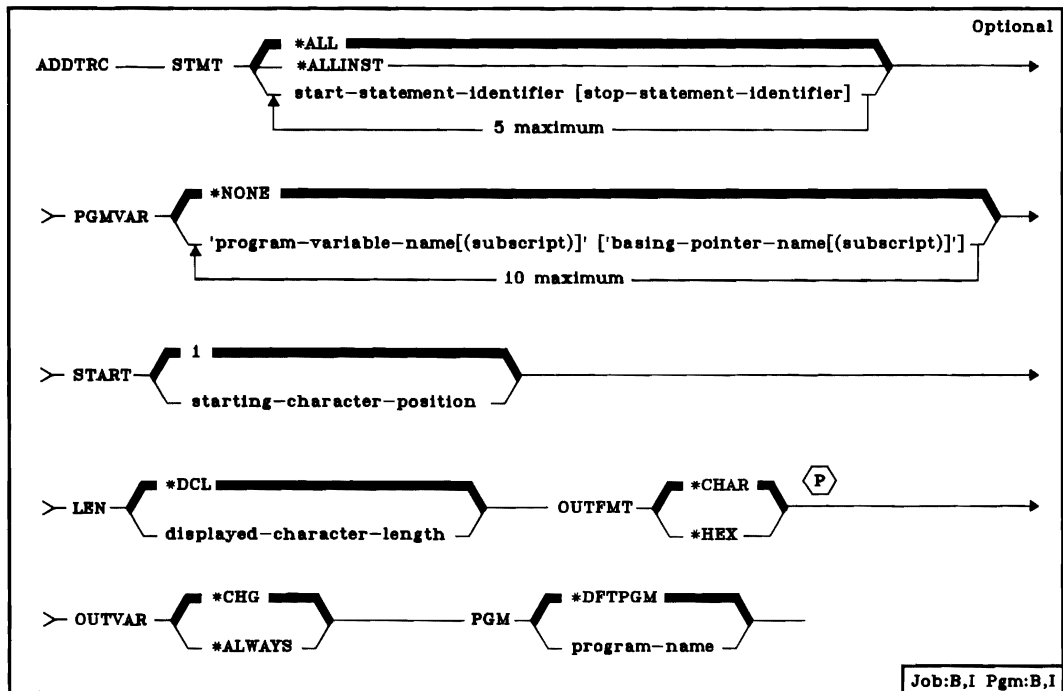 Optional
*ALL
ADDTRC STMT *ALLINST
start-statement-identifier [stop-statement-identifier]
5 maximum
*NONE
PGMVAR
'program-variable-name[(subscript)]' ['basing-pointer-name[(subscript)]']
10 maximum
1
START
starting-character-position
*DCL *CHAR P
LEN OUTFMT
displayed-character-length *HEX
*CHG *DFTPGM
OUTVAR PGM
*ALWAYS program-name
Job:B,I Pgm:B,I